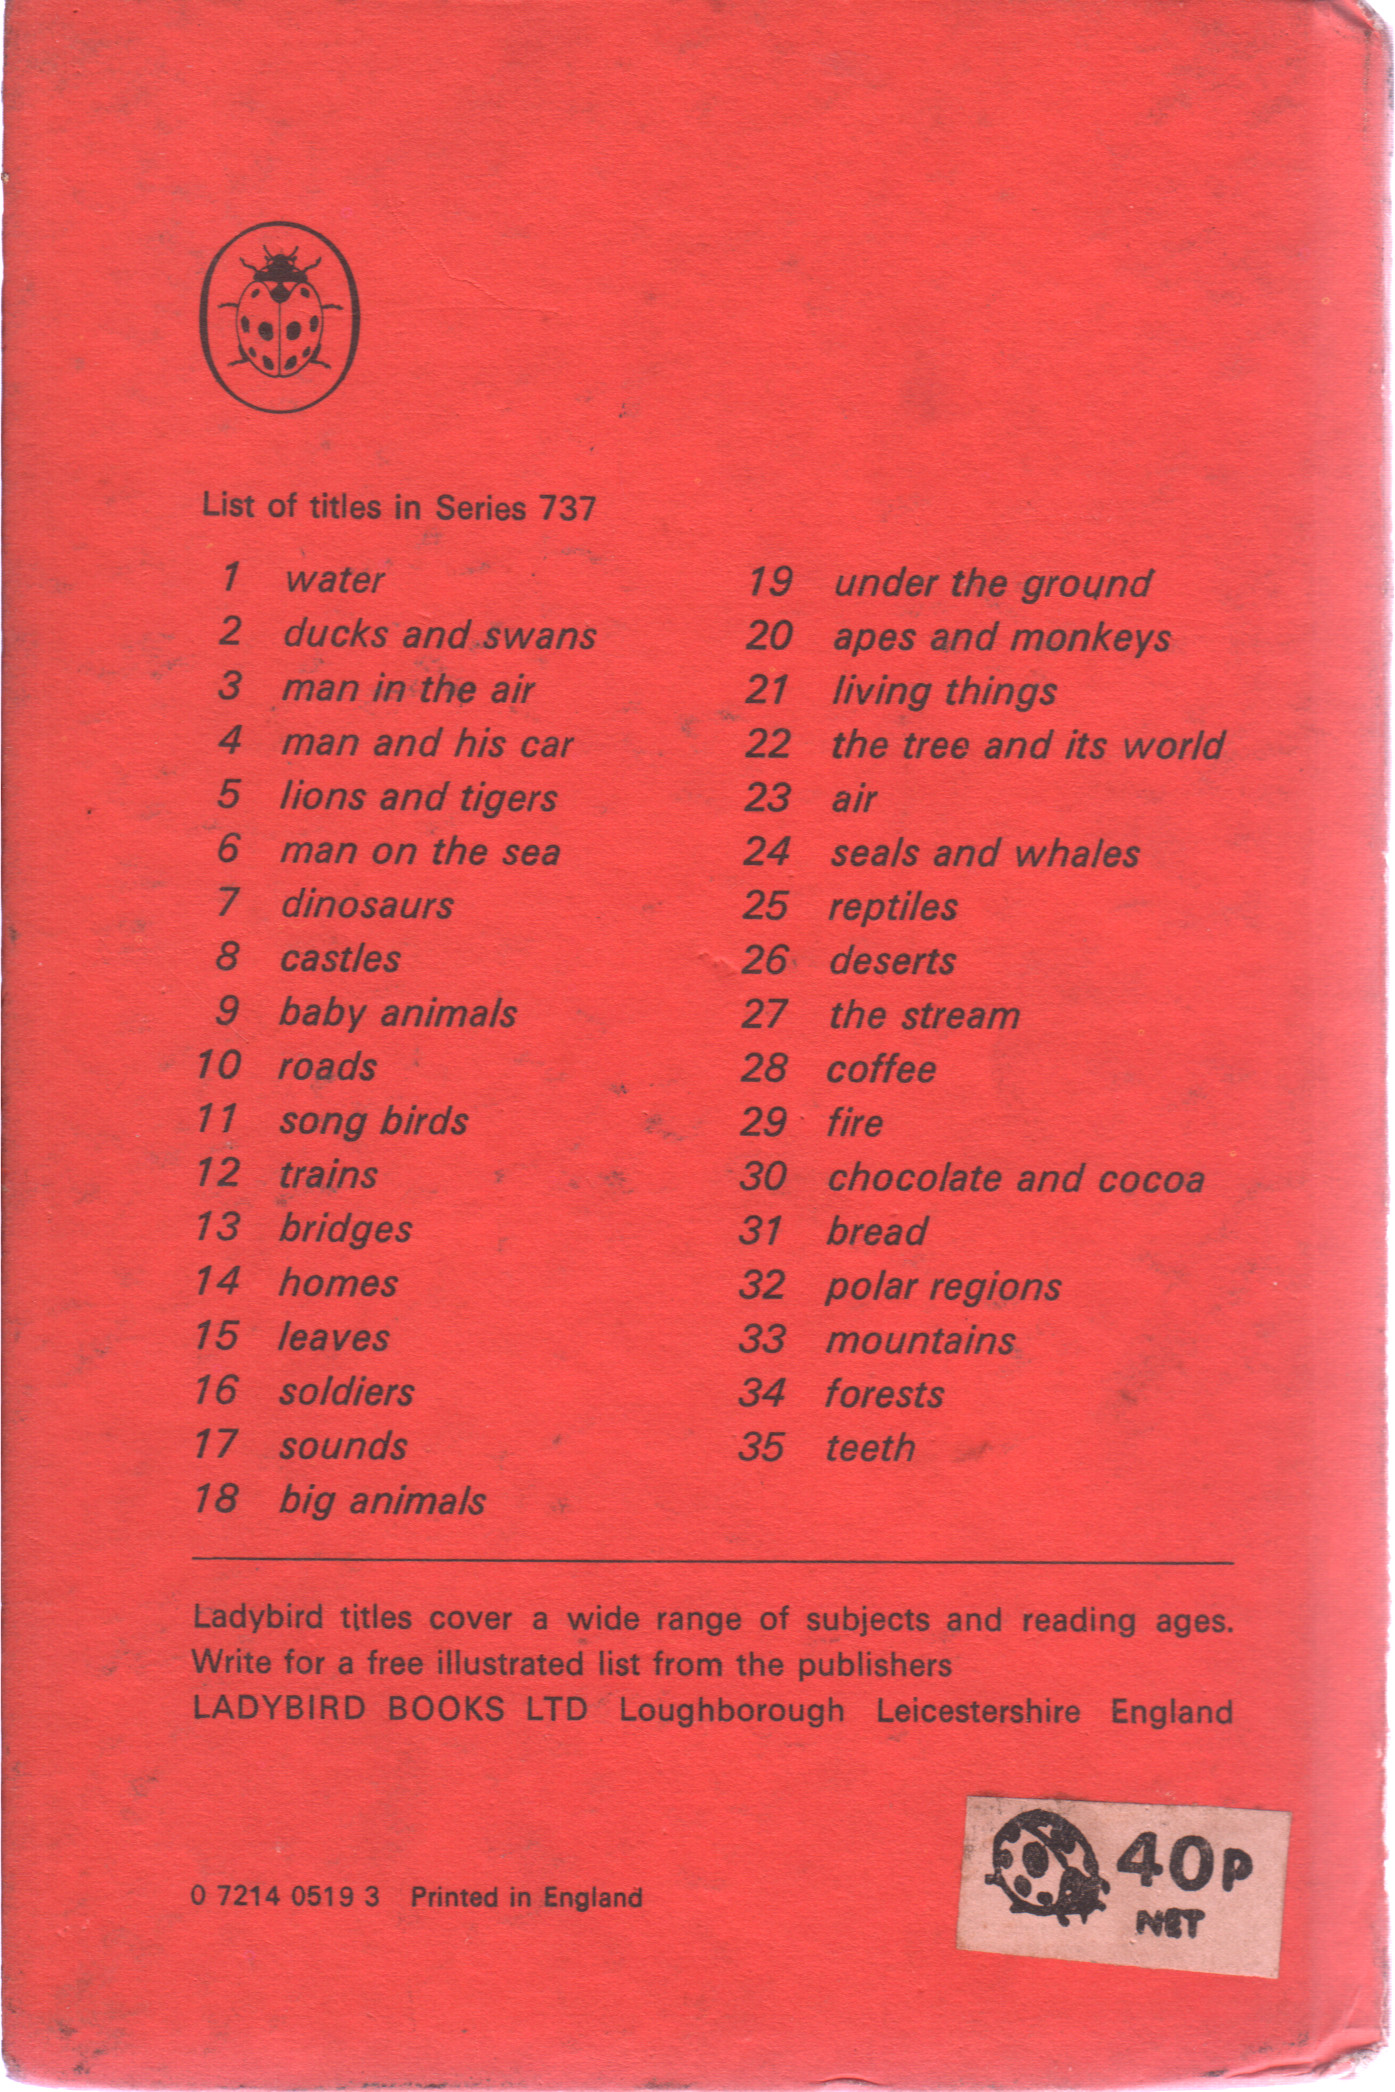 List of titles in Series 737
1 water
2 ducks and swans
3 man in the air
4 man and his car
5 lions and tigers
6 man on the sea
7 dinosaurs
8 castles
9 baby animals
10 roads
11 song birds
12 trains
13 bridges
14 homes
15 leaves
16 soldiers
17 sounds
18 big animals
19 under the ground
20 apes and monkeys
21 living things
22 the tree and its world
23 air
24 seals and whales
25 reptiles
26 deserts
27 the stream
28 coffee
29 fire
30 chocolate and cocoa
31 bread
32 polar regions
33 mountains
34 forests
35 teeth
Ladybird titles cover a wide range of subjects and reading ages.
Write for a free illustrated list from the publishers
LADYBIRD BOOKS LTD Loughborough Leicestershire England
0 7214 0519 3 Printed in England
40P
NET